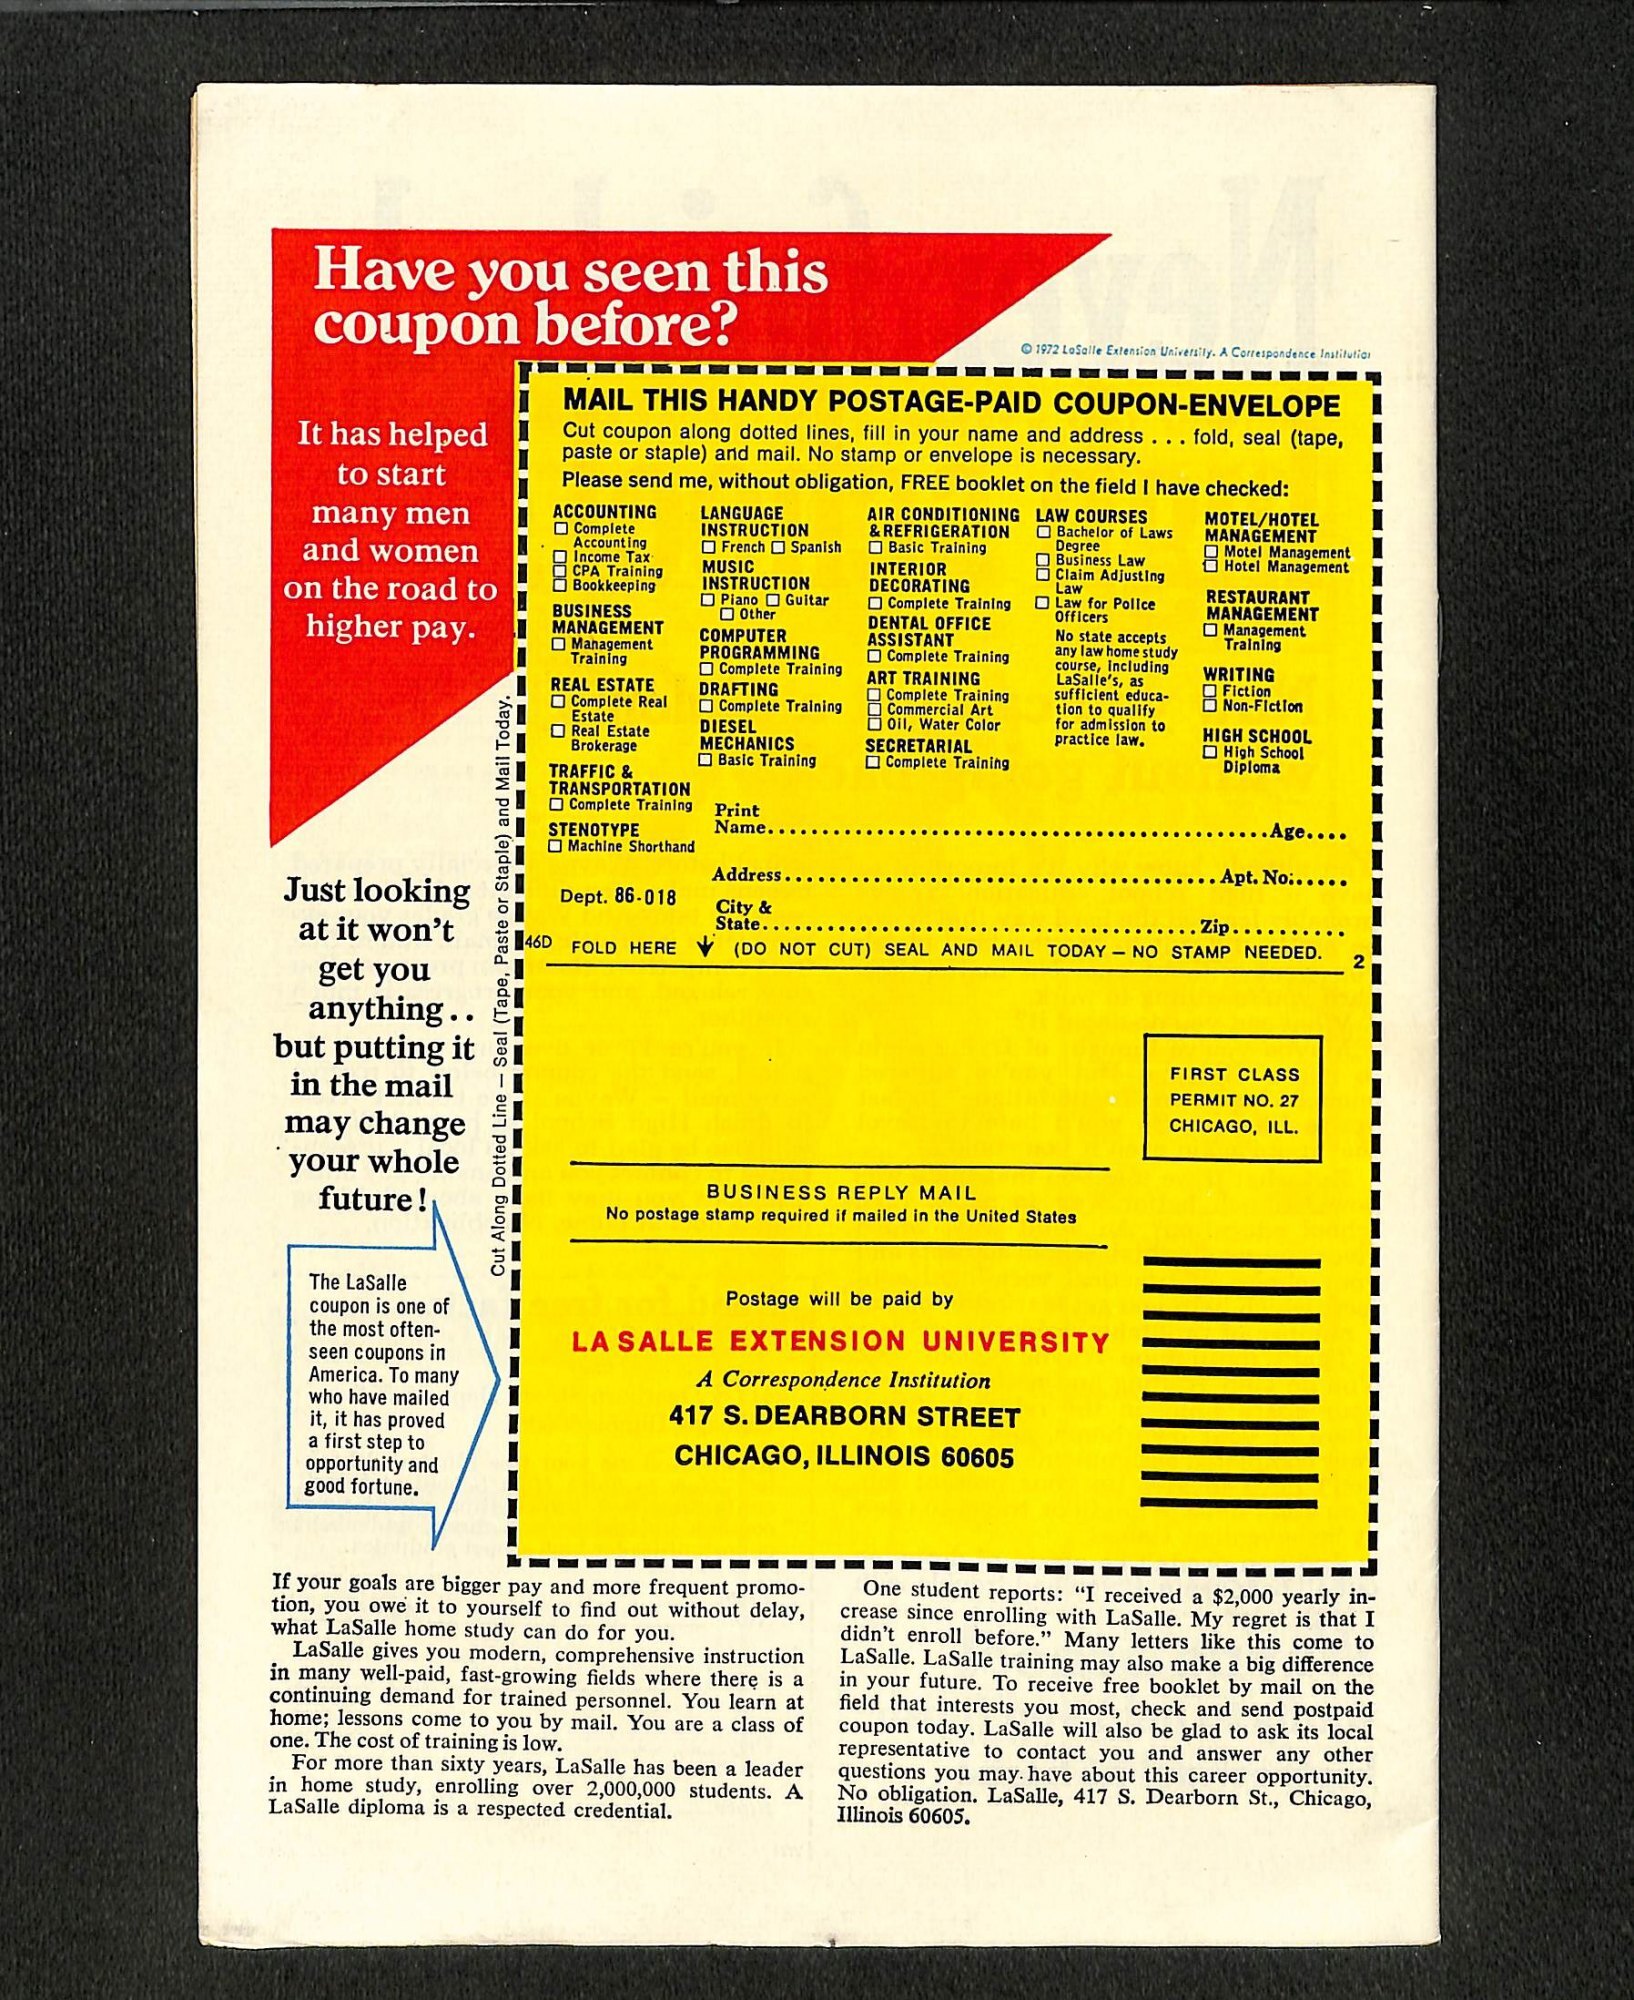 Have you seen this
coupon before?
© 1972 LaSalle Extension University. A Correspondence Institution
It has helped
to start
many men
and women
on the road to
higher pay.
Just looking
at it won't
get you
anything..
but putting it
in the mail
may change
your whole
future!
The LaSalle
coupon is one of
the most often-
seen coupons in
America. To many
who have mailed
it, it has proved
a first step to
opportunity and
good fortune.
Cut Along Dotted Line — Seal (Tape, Paste or Staple) and Mail Today.
MAIL THIS HANDY POSTAGE-PAID COUPON-ENVELOPE
Cut coupon along dotted lines, fill in your name and address . . . fold, seal (tape,
paste or staple) and mail. No stamp or envelope is necessary.
Please send me, without obligation, FREE booklet on the field I have checked:
ACCOUNTING
☐ Complete
Accounting
☐ Income Tax
☐ CPA Training
☐ Bookkeeping
BUSINESS
MANAGEMENT
☐ Management
Training
REAL ESTATE
☐ Complete Real
Estate
☐ Real Estate
Brokerage
TRAFFIC &
TRANSPORTATION
☐ Complete Training
STENOTYPE
☐ Machine Shorthand
LANGUAGE
INSTRUCTION
☐ French ☐ Spanish
MUSIC
INSTRUCTION
☐ Piano ☐ Guitar
☐ Other
COMPUTER
PROGRAMMING
☐ Complete Training
DRAFTING
☐ Complete Training
DIESEL
MECHANICS
☐ Basic Training
AIR CONDITIONING
& REFRIGERATION
☐ Basic Training
INTERIOR
DECORATING
☐ Complete Training
DENTAL OFFICE
ASSISTANT
☐ Complete Training
ART TRAINING
☐ Complete Training
☐ Commercial Art
☐ Oil, Water Color
SECRETARIAL
☐ Complete Training
LAW COURSES
☐ Bachelor of Laws
Degree
☐ Business Law
☐ Claim Adjusting
Law
☐ Law for Police
Officers
No state accepts
any law home study
course, including
LaSalle's, as
sufficient educa-
tion to qualify
for admission to
practice law.
MOTEL/HOTEL
MANAGEMENT
☐ Motel Management
☐ Hotel Management
RESTAURANT
MANAGEMENT
☐ Management
Training
WRITING
☐ Fiction
☐ Non-Fiction
HIGH SCHOOL
☐ High School
Diploma
Print
Name.......... Age....
Address.......... Apt. No:.....
Dept. 86-018
City &
State.......... Zip..........
46D FOLD HERE ↓ (DO NOT CUT) SEAL AND MAIL TODAY — NO STAMP NEEDED. 2
FIRST CLASS
PERMIT NO. 27
CHICAGO, ILL.
BUSINESS REPLY MAIL
No postage stamp required if mailed in the United States
Postage will be paid by
LA SALLE EXTENSION UNIVERSITY
A Correspondence Institution
417 S. DEARBORN STREET
CHICAGO, ILLINOIS 60605
If your goals are bigger pay and more frequent promo-
tion, you owe it to yourself to find out without delay,
what LaSalle home study can do for you.
LaSalle gives you modern, comprehensive instruction
in many well-paid, fast-growing fields where there is a
continuing demand for trained personnel. You learn at
home; lessons come to you by mail. You are a class of
one. The cost of training is low.
For more than sixty years, LaSalle has been a leader
in home study, enrolling over 2,000,000 students. A
LaSalle diploma is a respected credential.
One student reports: "I received a $2,000 yearly in-
crease since enrolling with LaSalle. My regret is that I
didn't enroll before." Many letters like this come to
LaSalle. LaSalle training may also make a big difference
in your future. To receive free booklet by mail on the
field that interests you most, check and send postpaid
coupon today. LaSalle will also be glad to ask its local
representative to contact you and answer any other
questions you may have about this career opportunity.
No obligation. LaSalle, 417 S. Dearborn St., Chicago,
Illinois 60605.